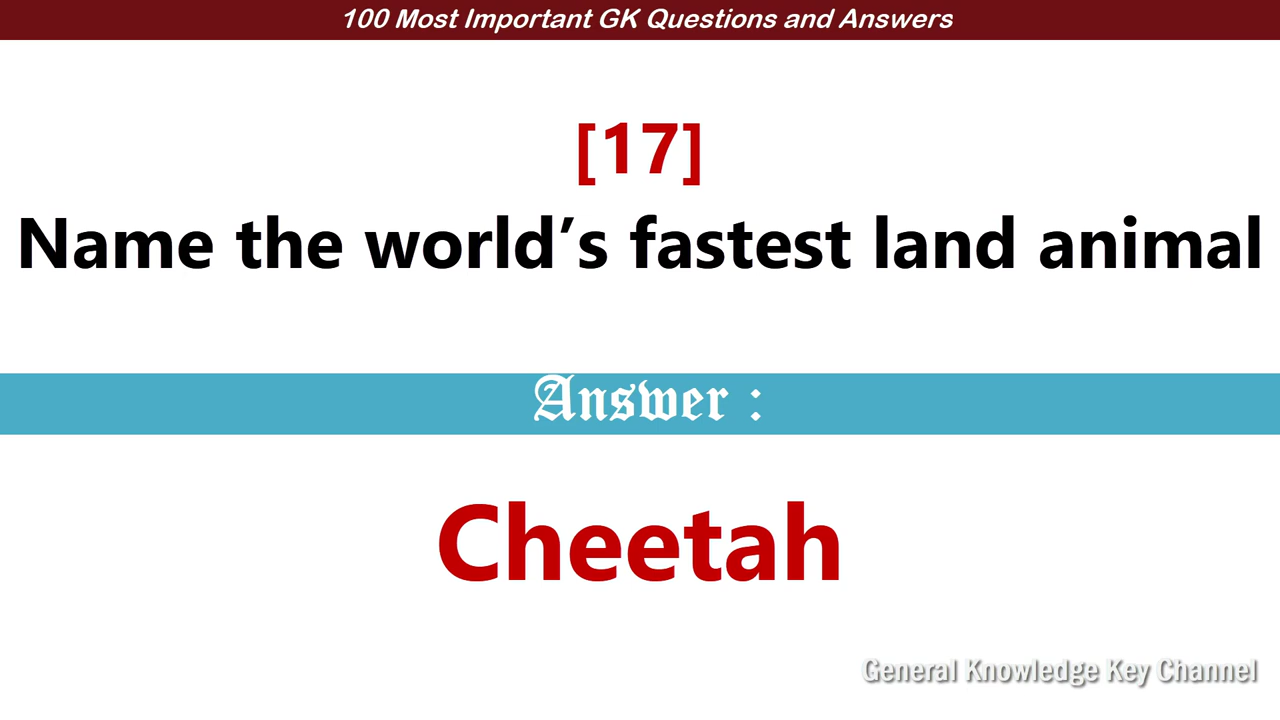 100 Most Important GK Questions and Answers
[17]
Name the world’s fastest land animal
Answer :
Cheetah
General Knowledge Key Channel